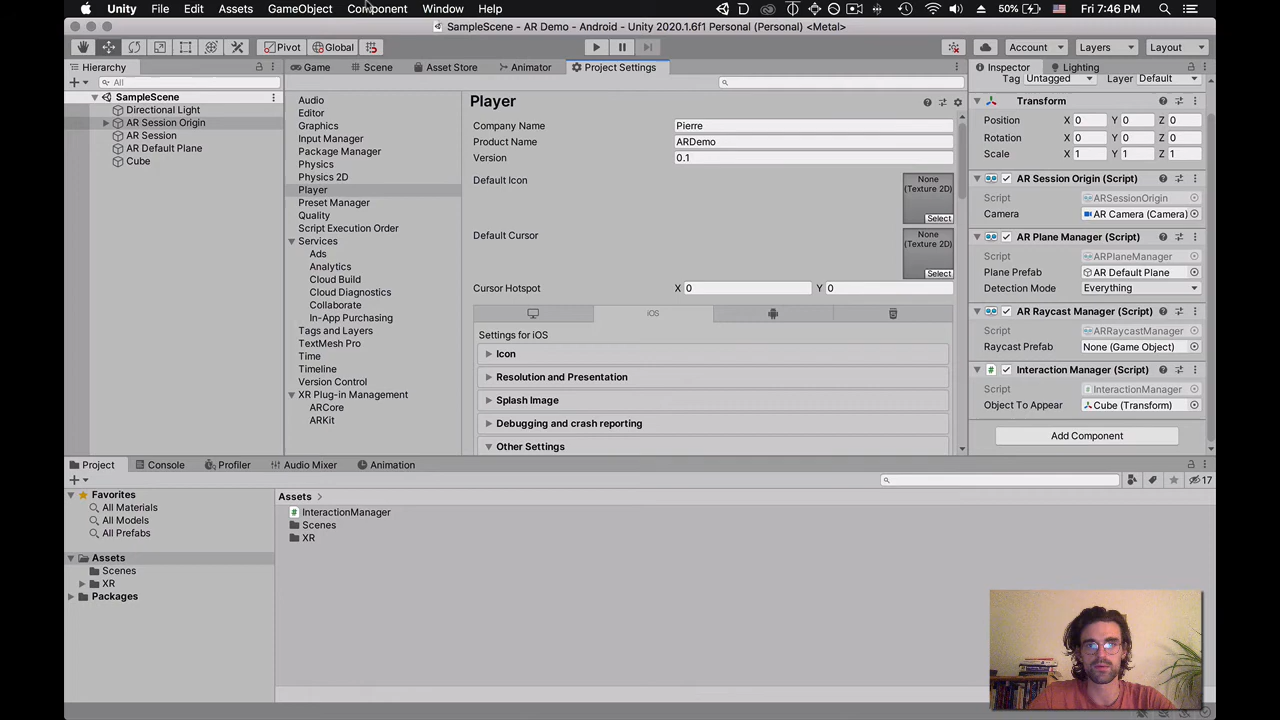 Unity File Edit Assets GameObject Component Window Help 50% Fri 7:46 PM
SampleScene - AR Demo - Android - Unity 2020.1.6f1 Personal (Personal) <Metal>
Pivot Global Account Layers Layout
Hierarchy
All
SampleScene
Directional Light
AR Session Origin
AR Session
AR Default Plane
Cube
Game Scene Asset Store Animator Project Settings
Audio
Editor
Graphics
Input Manager
Package Manager
Physics
Physics 2D
Player
Preset Manager
Quality
Script Execution Order
Services
Ads
Analytics
Cloud Build
Cloud Diagnostics
Collaborate
In-App Purchasing
Tags and Layers
TextMesh Pro
Time
Timeline
Version Control
XR Plug-in Management
ARCore
ARKit
Player
Company Name Pierre
Product Name ARDemo
Version 0.1
Default Icon
None
(Texture 2D)
Select
Default Cursor
None
(Texture 2D)
Select
Cursor Hotspot X 0 Y 0
iOS
Settings for iOS
Icon
Resolution and Presentation
Splash Image
Debugging and crash reporting
Other Settings
Inspector Lighting
Tag Untagged Layer Default
Transform
Position X 0 Y 0 Z 0
Rotation X 0 Y 0 Z 0
Scale X 1 Y 1 Z 1
AR Session Origin (Script)
Script ARSessionOrigin
Camera AR Camera (Camera)
AR Plane Manager (Script)
Script ARPlaneManager
Plane Prefab AR Default Plane
Detection Mode Everything
AR Raycast Manager (Script)
Script ARRaycastManager
Raycast Prefab None (Game Object)
Interaction Manager (Script)
Script InteractionManager
Object To Appear Cube (Transform)
Add Component
Project Console Profiler Audio Mixer Animation
17
Favorites
All Materials
All Models
All Prefabs
Assets
Scenes
XR
Packages
Assets >
InteractionManager
Scenes
XR